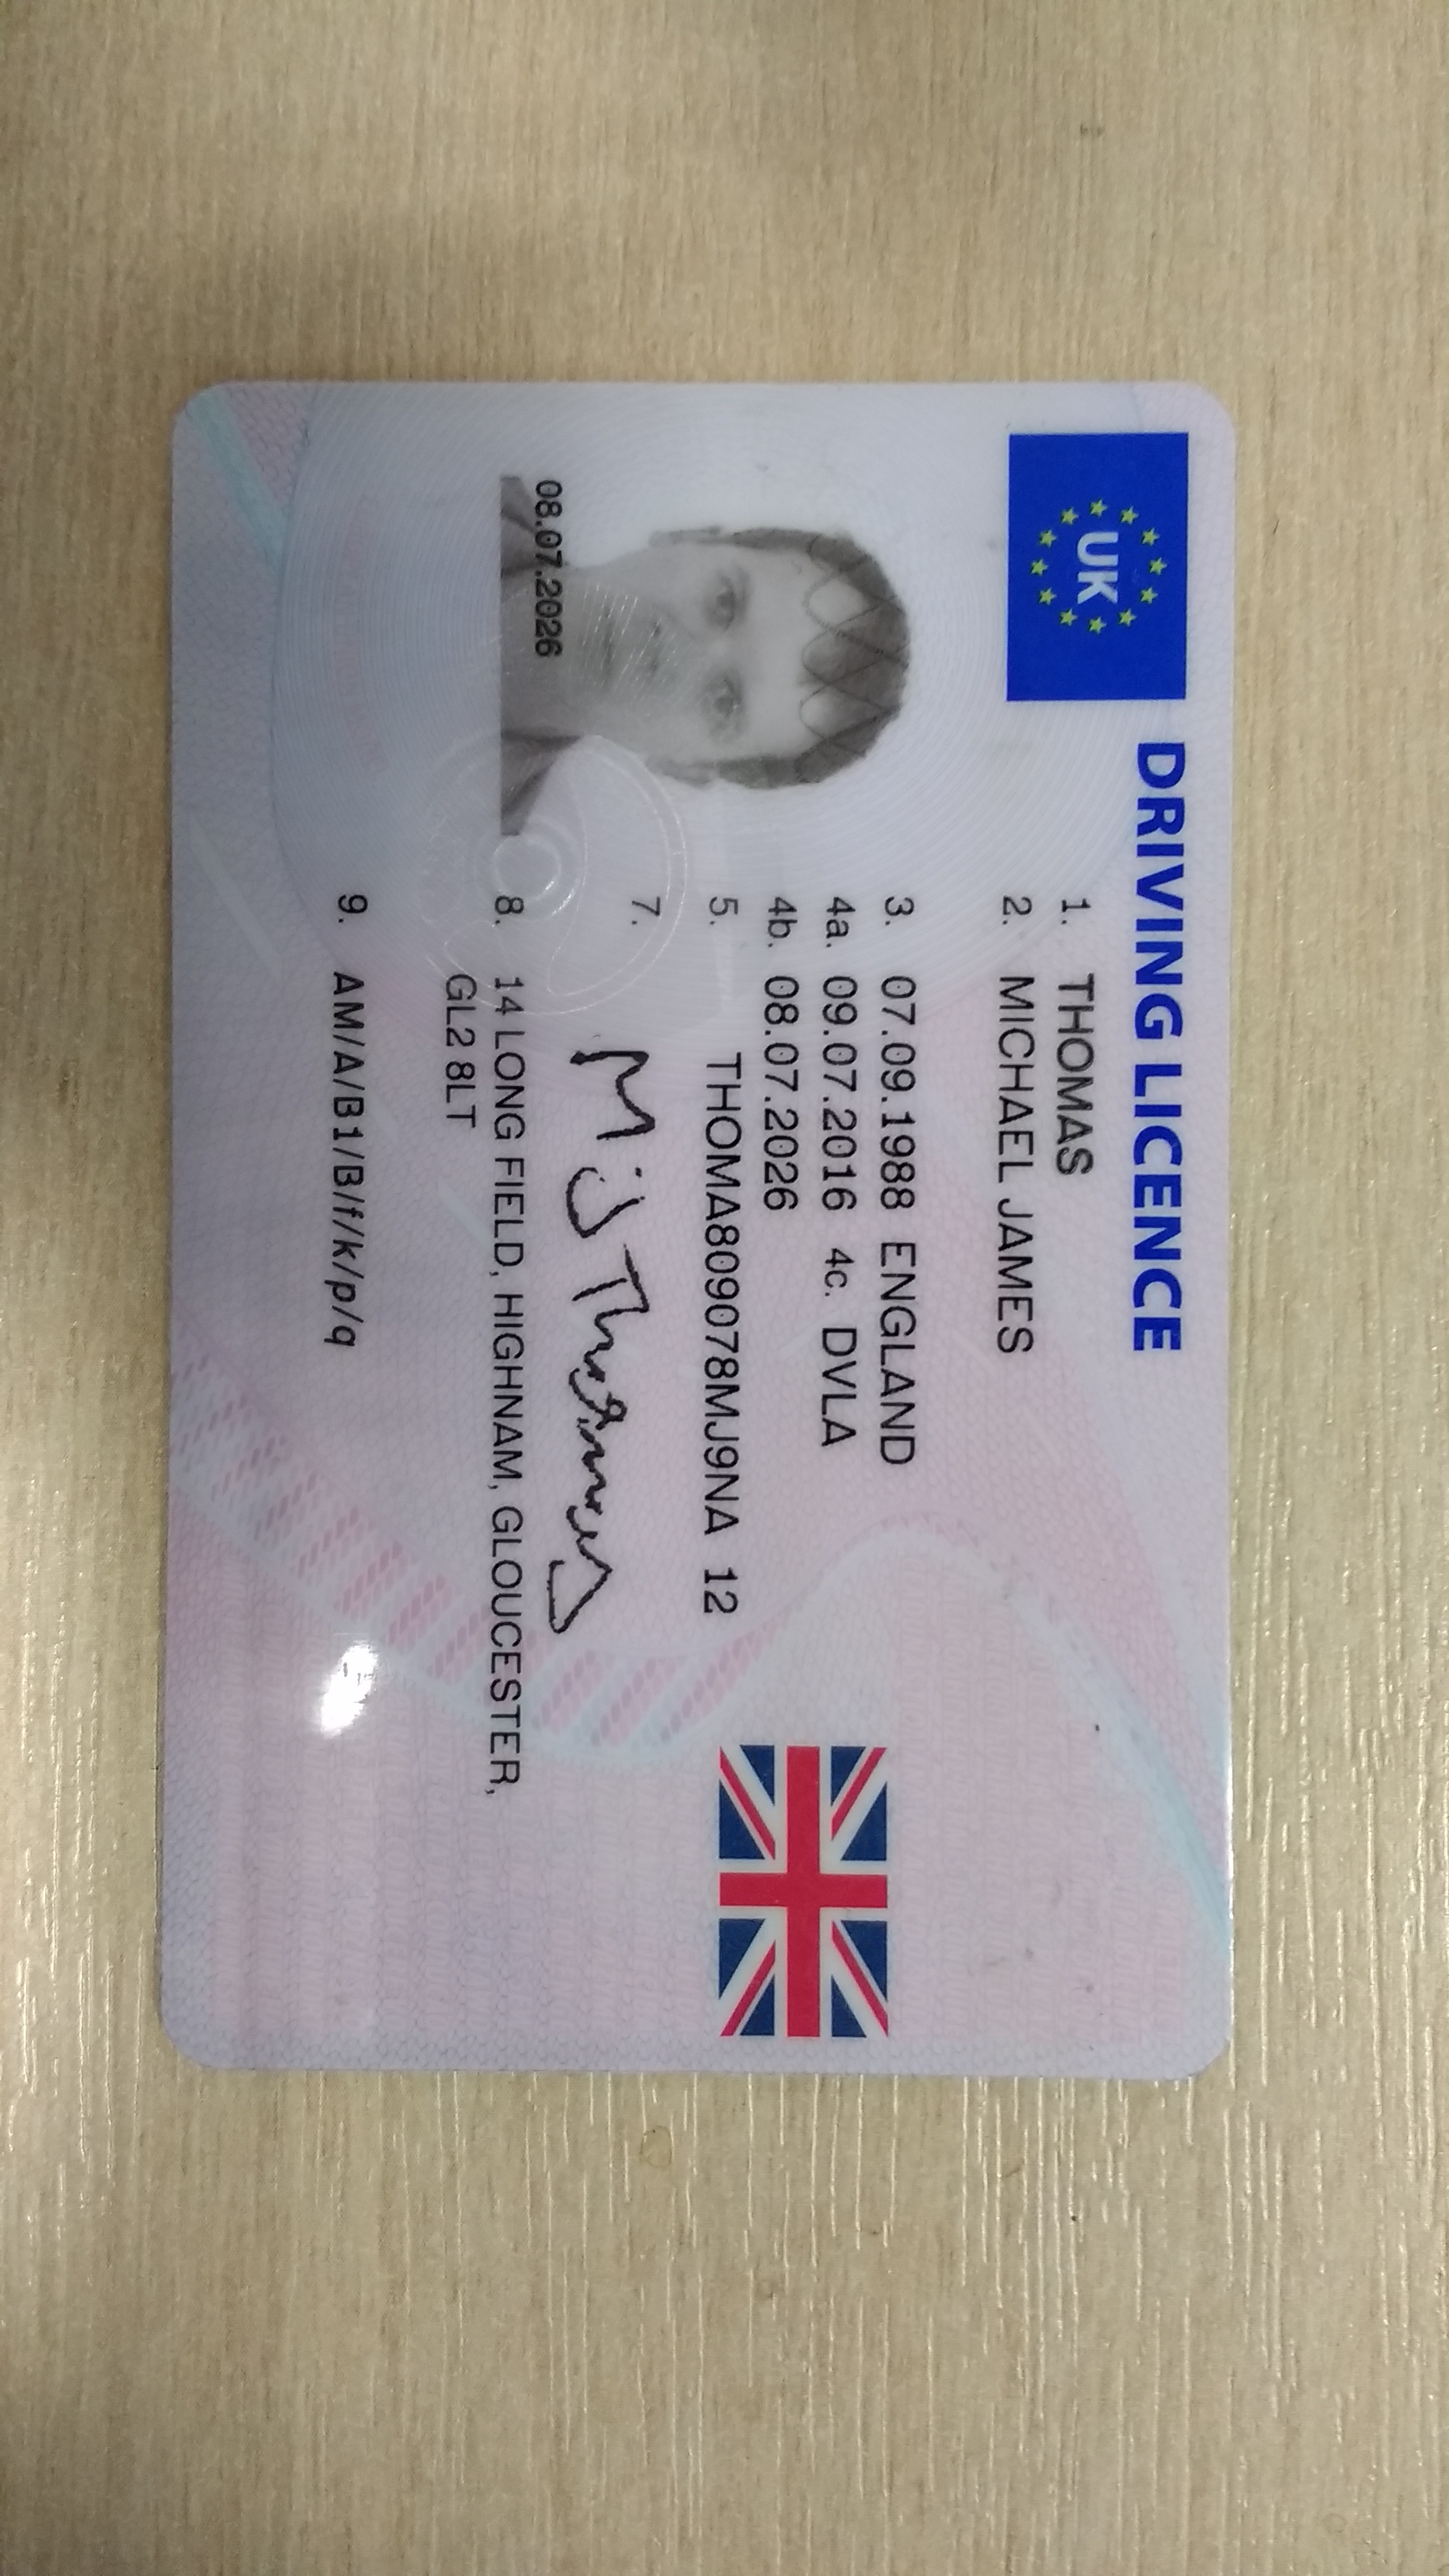 UK
DRIVING LICENCE
1. THOMAS
2. MICHAEL JAMES
3. 07.09.1988 ENGLAND
4a. 09.07.2016 4c. DVLA
4b. 08.07.2026
5. THOMA809078MJ9NA 12
7. M J Thomas
8. 14 LONG FIELD, HIGHNAM, GLOUCESTER,
GL2 8LT
9. AM/A/B1/B/f/k/p/q
08.07.2026